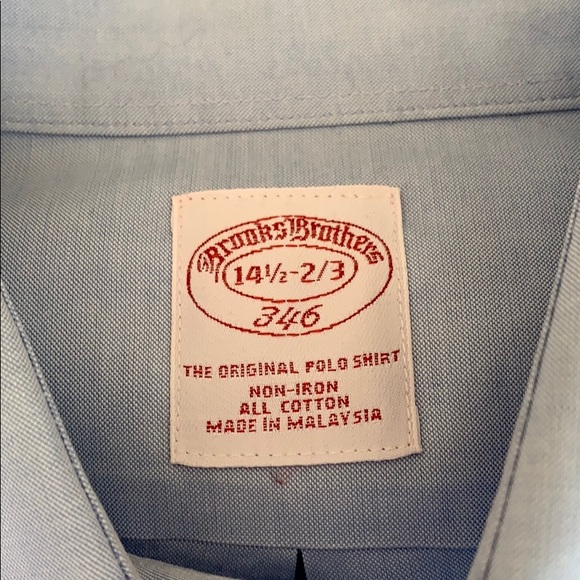 Brooks Brothers
14½-2/3
346
THE ORIGINAL POLO SHIRT
NON-IRON
ALL COTTON
MADE IN MALAYSIA